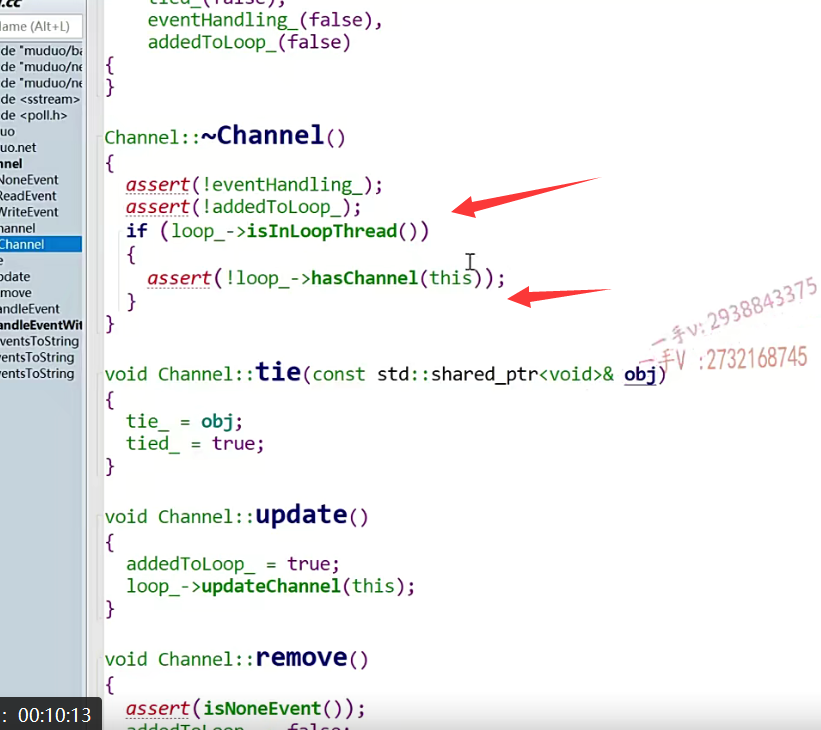 .cc
Name (Alt+L)
de "muduo/ba
de "muduo/ne
de "muduo/ne
de <sstream>
de <poll.h>
uo
uo.net
nnel
NoneEvent
ReadEvent
WriteEvent
hannel
Channel
e
pdate
move
andleEvent
andleEventWit
ventsToString
ventsToString
ventsToString
tied_(false),
eventHandling_(false),
addedToLoop_(false)
{
}
Channel::~Channel()
{
assert(!eventHandling_);
assert(!addedToLoop_);
if (loop_->isInLoopThread())
{
assert(!loop_->hasChannel(this));
}
}
void Channel::tie(const std::shared_ptr<void>& obj)
{
tie_ = obj;
tied_ = true;
}
void Channel::update()
{
addedToLoop_ = true;
loop_->updateChannel(this);
}
void Channel::remove()
{
assert(isNoneEvent());
addedToLoop_ = false;
一手v:2938843375
一手V :2732168745
: 00:10:13